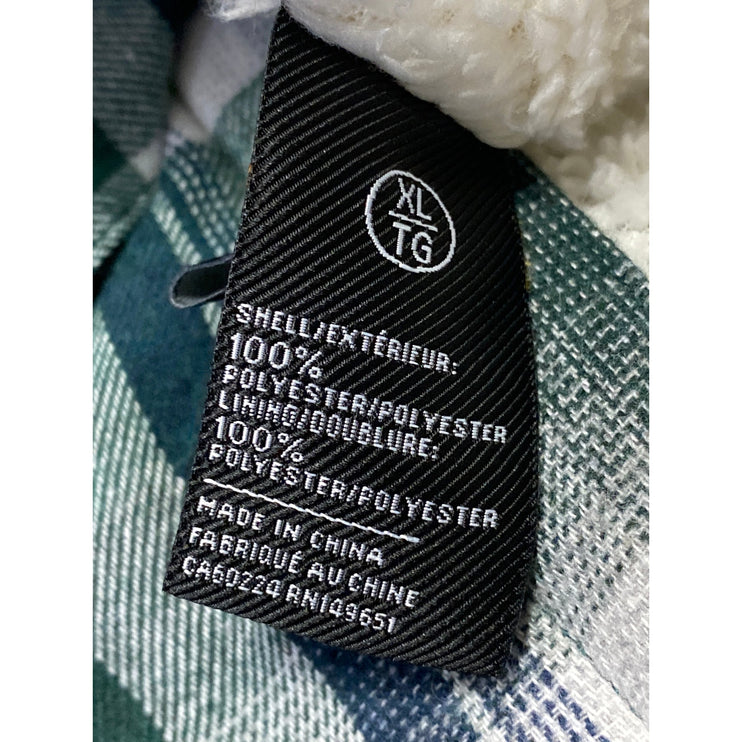 XL
TG
SHELL/EXTÉRIEUR:
100%
POLYESTER/POLYESTER
LINING/DOUBLURE:
100%
POLYESTER/POLYESTER
MADE IN CHINA
FABRIQUÉ AU CHINE
CA60224 RN149651